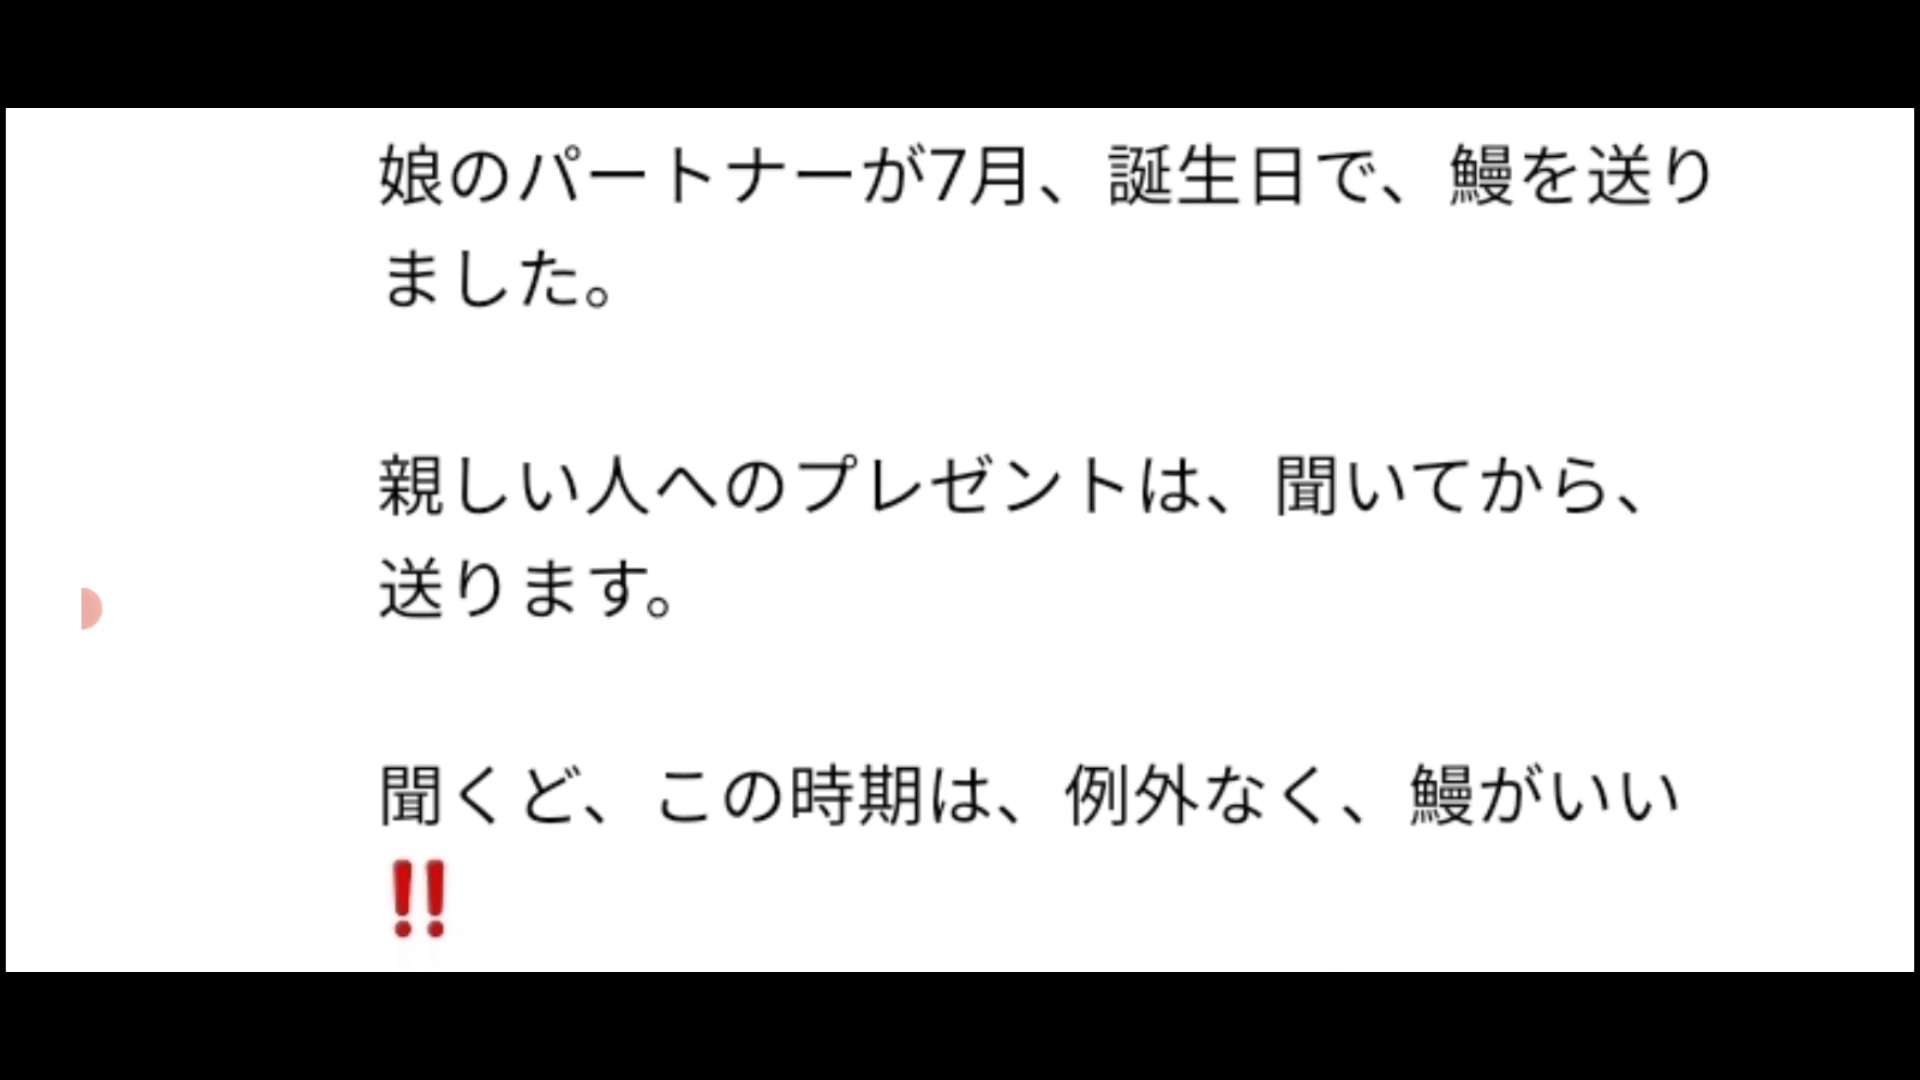 娘のパートナーが7月、誕生日で、鰻を送り
ました。
親しい人へのプレゼントは、聞いてから、
送ります。
聞くど、この時期は、例外なく、鰻がいい
‼️